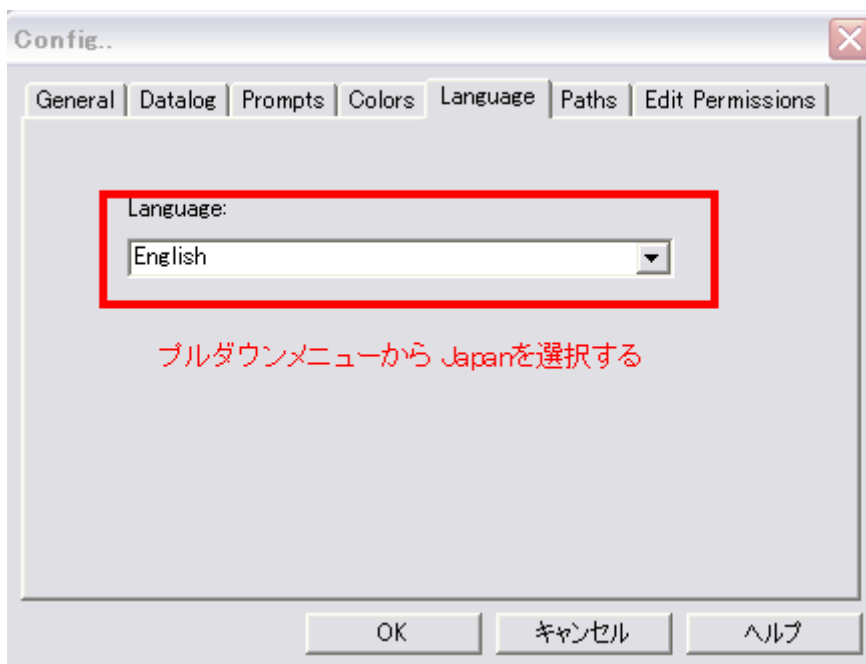 Config..
General Datalog Prompts Colors Language Paths Edit Permissions
Language:
English
プルダウンメニューから Japanを選択する
OK キャンセル ヘルプ